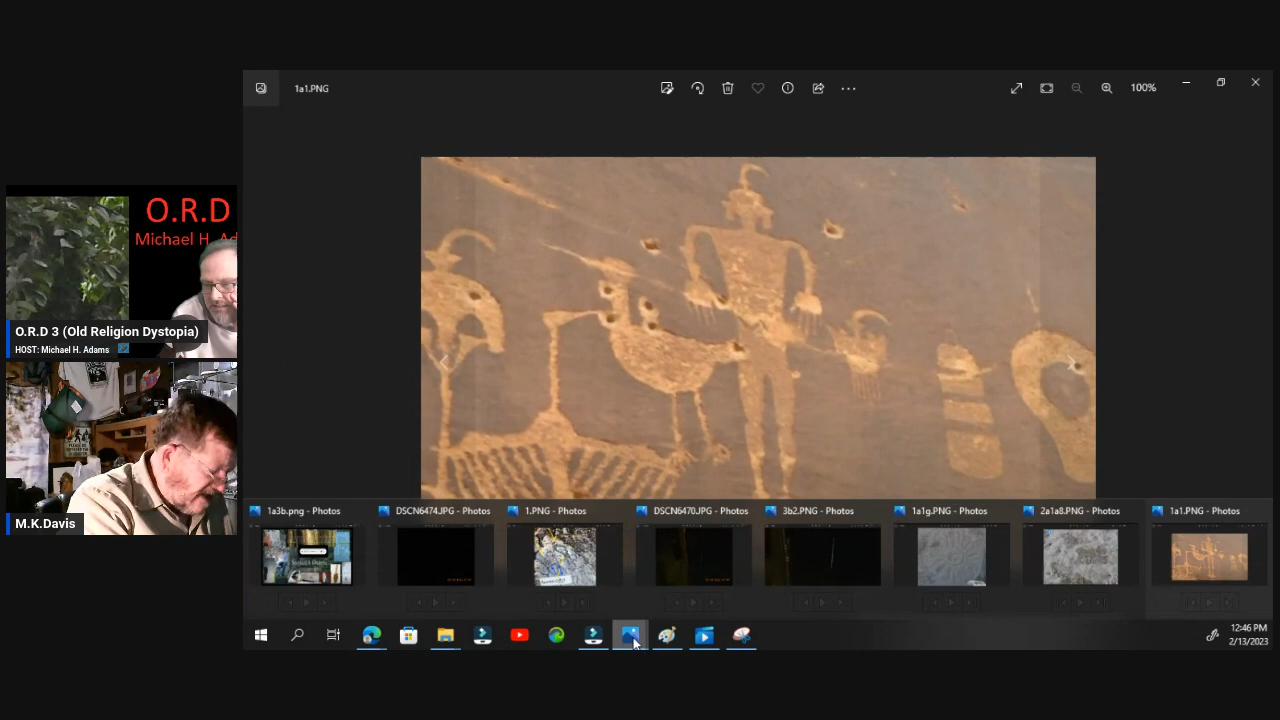 1a1.PNG
100%
O.R.D
Michael H. Ad
O.R.D 3 (Old Religion Dystopia)
HOST: Michael H. Adams
M.K.Davis
1a3b.png - Photos
DSCN6474.JPG - Photos
1.PNG - Photos
DSCN6470.JPG - Photos
3b2.PNG - Photos
1a1g.PNG - Photos
2a1a8.PNG - Photos
1a1.PNG - Photos
12:46 PM
2/13/2023